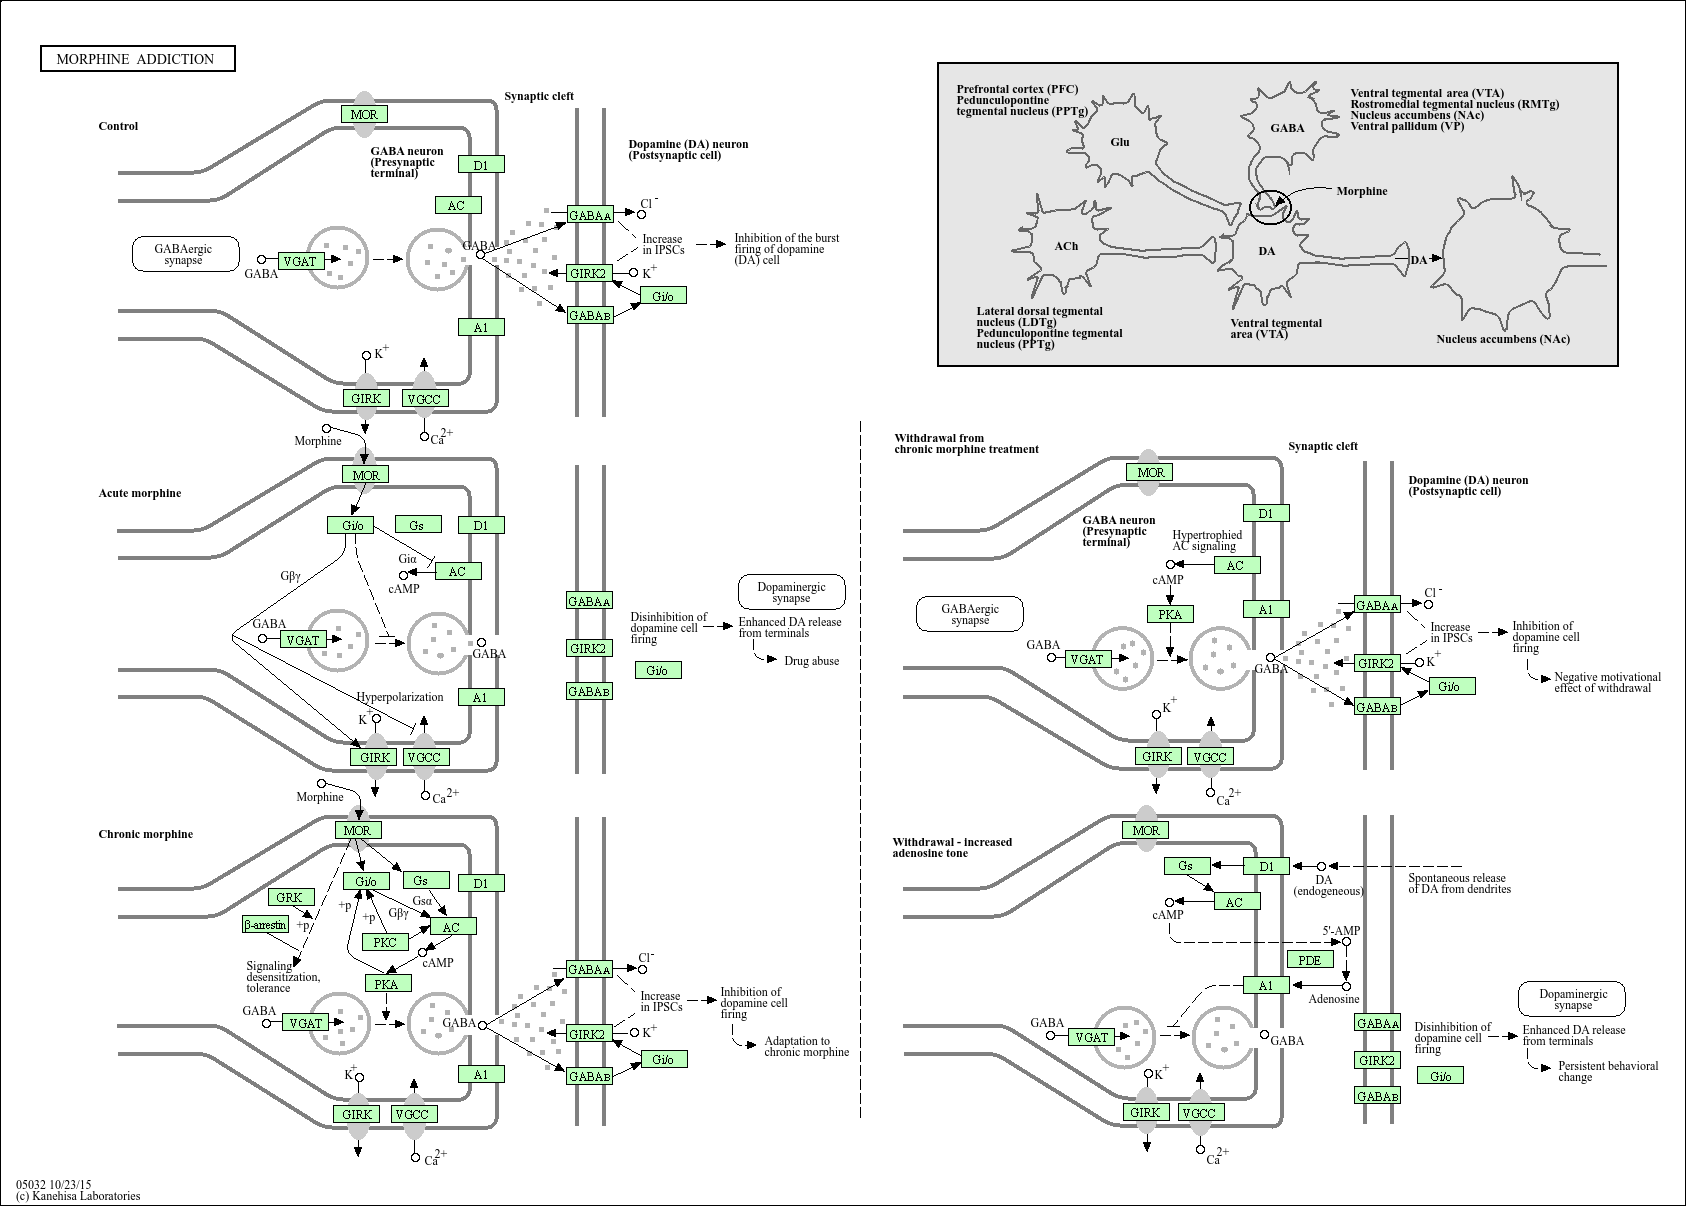 MORPHINE ADDICTION
Control
MOR
Synaptic cleft
GABA neuron
(Presynaptic
terminal)
D1
AC
Dopamine (DA) neuron
(Postsynaptic cell)
GABAergic
synapse
GABA
VGAT
GABA
GABAA
Cl-
Increase
in IPSCs
Inhibition of the burst
firing of dopamine
(DA) cell
GIRK2
K+
Gi/o
GABAB
A1
K+
GIRK
VGCC
Ca2+
Prefrontal cortex (PFC)
Pedunculopontine
tegmental nucleus (PPTg)
Glu
GABA
Ventral tegmental area (VTA)
Rostromedial tegmental nucleus (RMTg)
Nucleus accumbens (NAc)
Ventral pallidum (VP)
Morphine
ACh
DA
DA
Lateral dorsal tegmental
nucleus (LDTg)
Pedunculopontine tegmental
nucleus (PPTg)
Ventral tegmental
area (VTA)
Nucleus accumbens (NAc)
Morphine
Acute morphine
MOR
Gi/o
Gs
D1
Giα
AC
cAMP
Gβγ
GABA
VGAT
GABA
Hyperpolarization
A1
K+
GIRK
VGCC
Ca2+
GABAA
GIRK2
Gi/o
GABAB
Disinhibition of
dopamine cell
firing
Dopaminergic
synapse
Enhanced DA release
from terminals
Drug abuse
Morphine
Chronic morphine
MOR
Gi/o
Gs
D1
GRK
β-arrestin
+p
+p
+p
Gβγ
Gsα
AC
PKC
cAMP
PKA
Signaling
desensitization,
tolerance
GABA
VGAT
GABA
A1
K+
GIRK
VGCC
Ca2+
GABAA
Cl-
Increase
in IPSCs
GIRK2
K+
Gi/o
GABAB
Inhibition of
dopamine cell
firing
Adaptation to
chronic morphine
Withdrawal from
chronic morphine treatment
MOR
Synaptic cleft
Dopamine (DA) neuron
(Postsynaptic cell)
D1
GABA neuron
(Presynaptic
terminal)
Hypertrophied
AC signaling
AC
cAMP
PKA
A1
GABAergic
synapse
GABA
VGAT
GABA
GABAA
Cl-
Increase
in IPSCs
GIRK2
K+
Gi/o
GABAB
Inhibition of
dopamine cell
firing
Negative motivational
effect of withdrawal
K+
GIRK
VGCC
Ca2+
Withdrawal - increased
adenosine tone
MOR
Gs
D1
DA
(endogeneous)
Spontaneous release
of DA from dendrites
AC
cAMP
5'-AMP
PDE
A1
Adenosine
GABA
VGAT
GABA
K+
GIRK
VGCC
Ca2+
GABAA
GIRK2
Gi/o
GABAB
Disinhibition of
dopamine cell
firing
Dopaminergic
synapse
Enhanced DA release
from terminals
Persistent behavioral
change
05032 10/23/15
(c) Kanehisa Laboratories